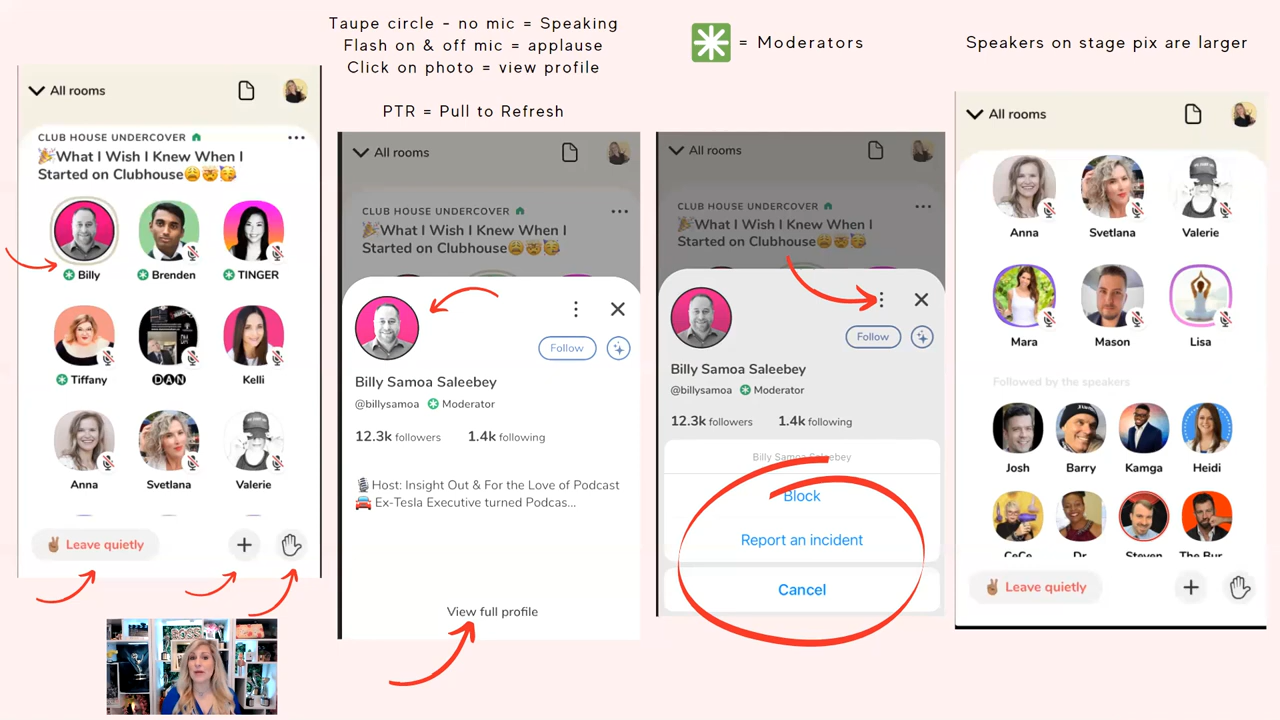 Taupe circle - no mic = Speaking
Flash on & off mic = applause
Click on photo = view profile
PTR = Pull to Refresh
= Moderators
Speakers on stage pix are larger
All rooms
CLUB HOUSE UNDERCOVER
🎉What I Wish I Knew When I
Started on Clubhouse😩🤯🥳
Billy
Brenden
TINGER
Tiffany
DAN
Kelli
Anna
Svetlana
Valerie
✌🏽 Leave quietly
All rooms
CLUB HOUSE UNDERCOVER
🎉What I Wish I Knew When I
Started on Clubhouse😩🤯🥳
Follow
Billy Samoa Saleebey
@billysamoa Moderator
12.3k followers 1.4k following
🎙Host: Insight Out & For the Love of Podcast
🚘 Ex-Tesla Executive turned Podcas...
View full profile
All rooms
CLUB HOUSE UNDERCOVER
🎉What I Wish I Knew When I
Started on Clubhouse😩🤯🥳
Follow
Billy Samoa Saleebey
@billysamoa Moderator
12.3k followers 1.4k following
Billy Samoa Saleebey
Block
Report an incident
Cancel
All rooms
Anna
Svetlana
Valerie
Mara
Mason
Lisa
Followed by the speakers
Josh
Barry
Kamga
Heidi
CeCe
Dr
Steven
The Bur
✌🏽 Leave quietly